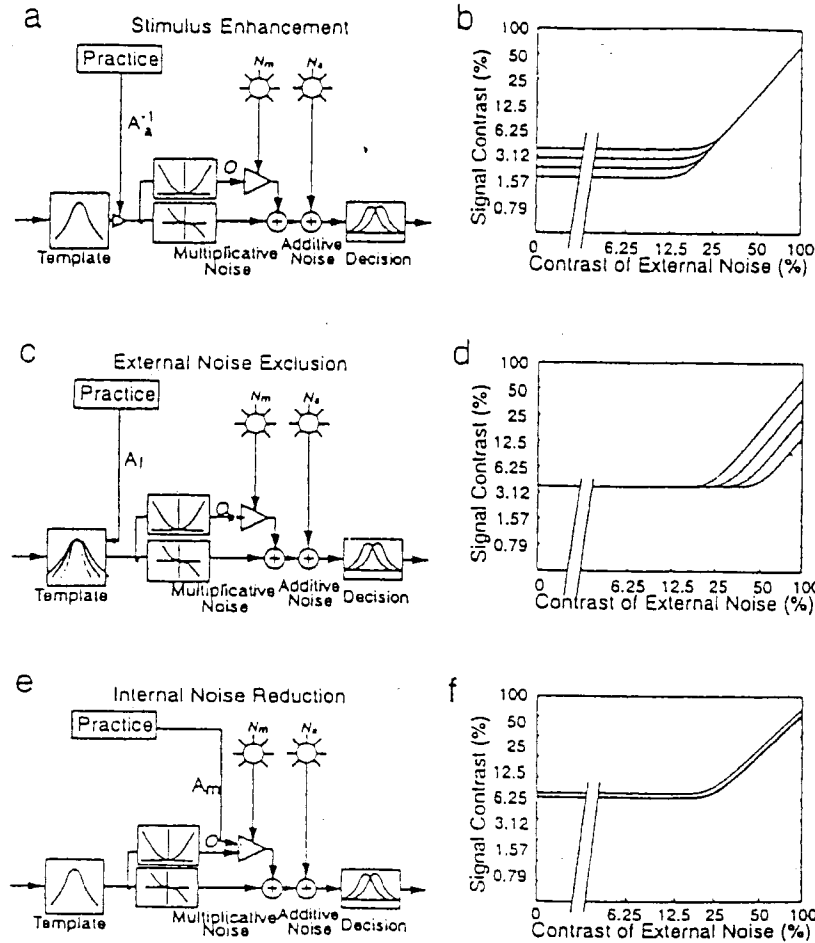 a
Stimulus Enhancement
Practice
Nm
Na
A-1a
Template
Multiplicative Noise
Additive Noise
Decision
b
Signal Contrast (%)
100
50
25
12.5
6.25
3.12
1.57
0.79
0 6.25 12.5 25 50 100
Contrast of External Noise (%)
c
External Noise Exclusion
Practice
Nm
Na
Af
Template
Multiplicative Noise
Additive Noise
Decision
d
Signal Contrast (%)
100
50
25
12.5
6.25
3.12
1.57
0.79
0 6.25 12.5 25 50 100
Contrast of External Noise (%)
e
Internal Noise Reduction
Practice
Nm
Na
Am
Template
Multiplicative Noise
Additive Noise
Decision
f
Signal Contrast (%)
100
50
25
12.5
6.25
3.12
1.57
0.79
0 6.25 12.5 25 50 100
Contrast of External Noise (%)